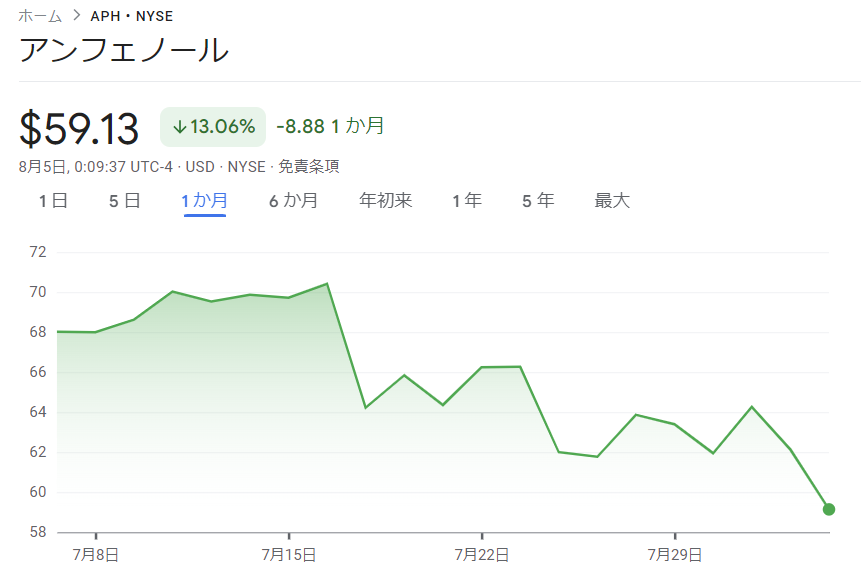 ホーム > APH • NYSE
アンフェノール
$59.13 ↓13.06% -8.88 1 か月
8月5日, 0:09:37 UTC-4 · USD · NYSE · 免責条項
1 日 5 日 1 か月 6 か月 年初来 1 年 5 年 最大
72
70
68
66
64
62
60
58
7月8日 7月15日 7月22日 7月29日